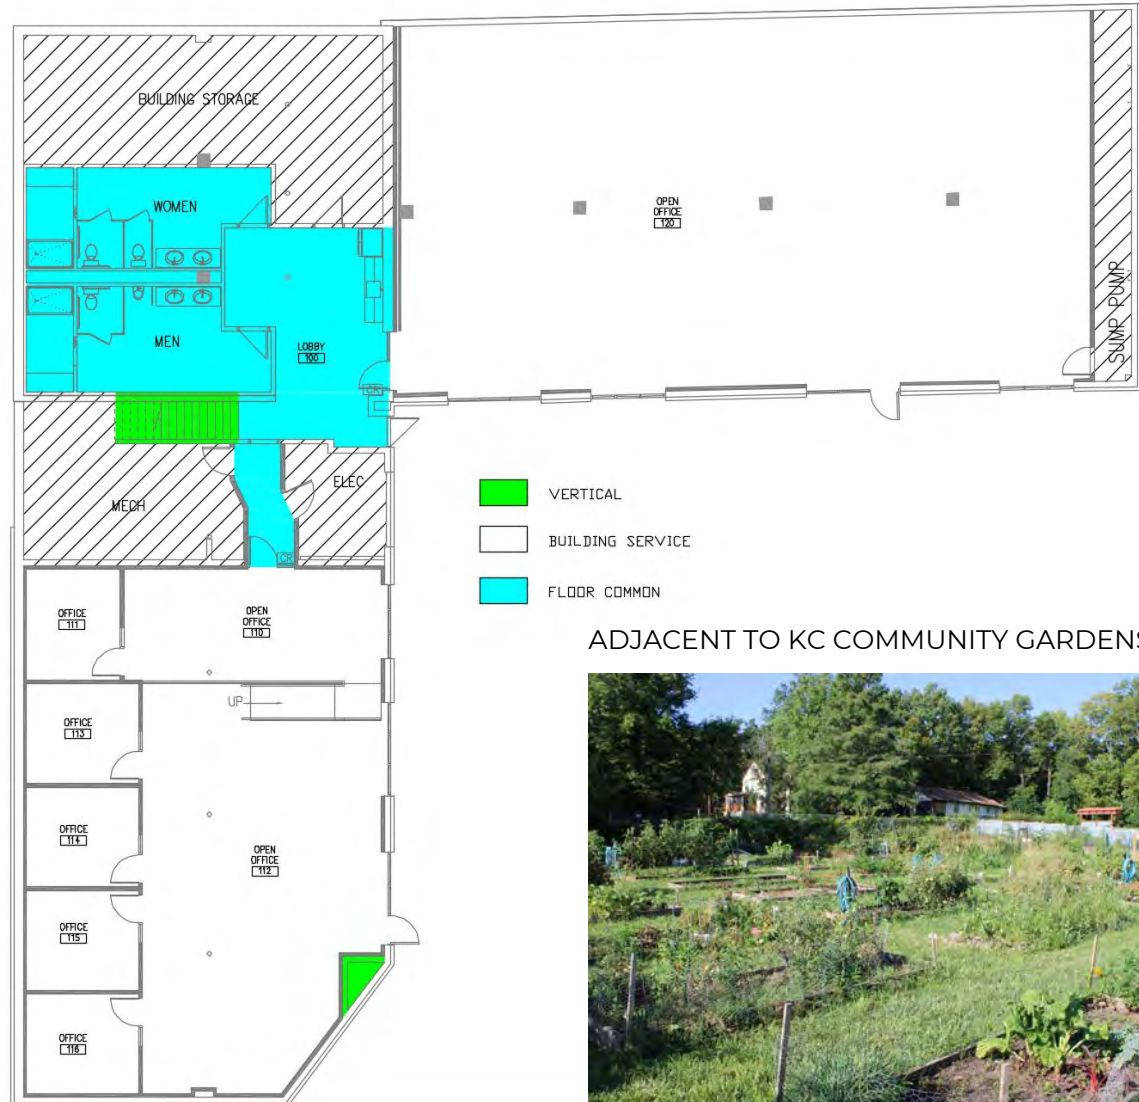 BUILDING STORAGE
WOMEN
MEN
LOBBY
100
CR
OPEN
OFFICE
120
SUMP PUMP
MECH
ELEC
CR
VERTICAL
BUILDING SERVICE
FLOOR COMMON
OFFICE
111
OPEN
OFFICE
110
UP
OFFICE
113
OFFICE
114
OPEN
OFFICE
112
OFFICE
115
OFFICE
116
ADJACENT TO KC COMMUNITY GARDENS